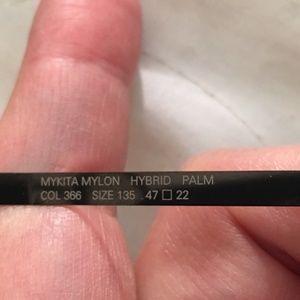 MYKITA MYLON HYBRID PALM
COL 366 SIZE 135 47 □ 22